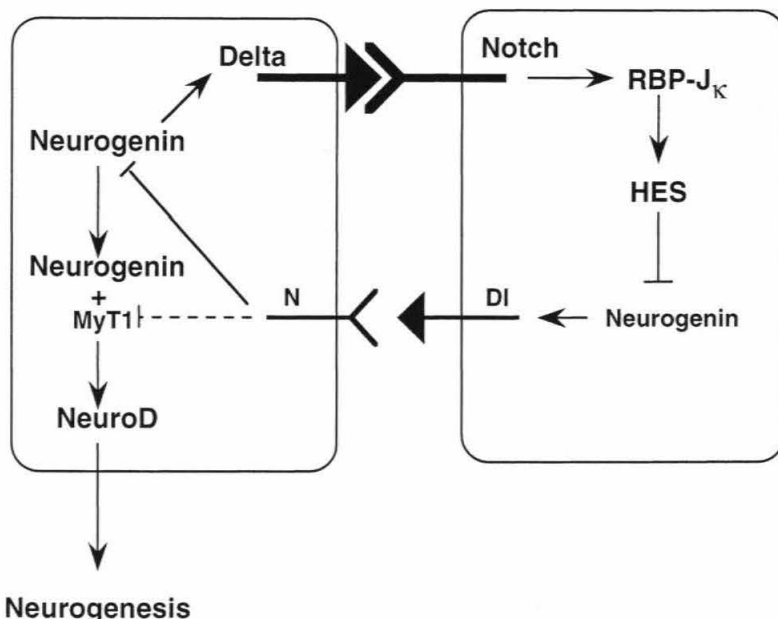 Delta
Notch
RBP-Jκ
Neurogenin
HES
Neurogenin
+
MyT1
N
Dl
Neurogenin
NeuroD
Neurogenesis